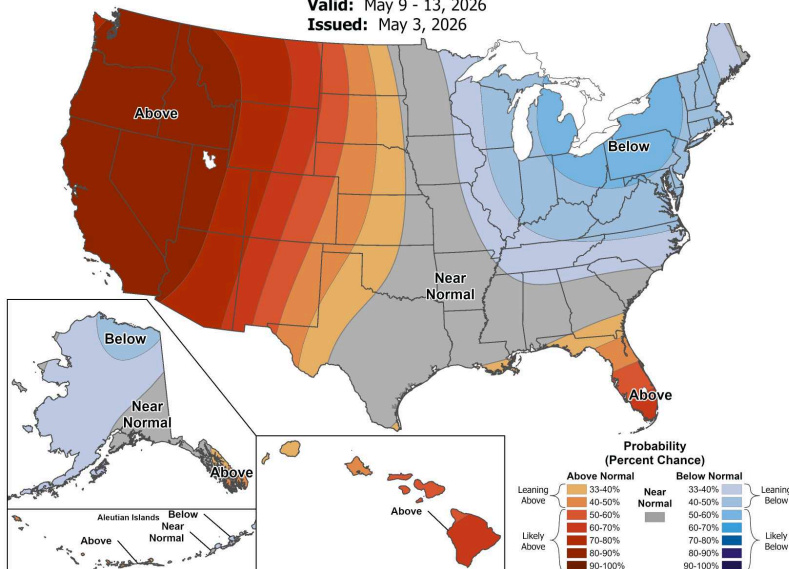 Valid: May 9 - 13, 2026
Issued: May 3, 2026
Above
Below
Near
Normal
Above
Below
Near
Normal
Above
Aleutian Islands
Below
Near
Normal
Above
Above
Probability
(Percent Chance)
Above Normal
Below Normal
Leaning
Above
33-40%
40-50%
Likely
Above
50-60%
60-70%
70-80%
80-90%
90-100%
Near
Normal
33-40%
40-50%
Leaning
Below
50-60%
60-70%
70-80%
80-90%
90-100%
Likely
Below